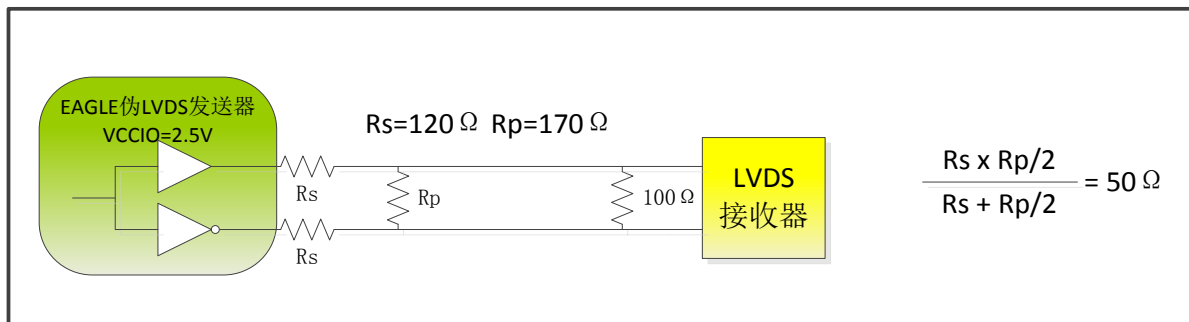 EAGLE伪LVDS发送器
VCCIO=2.5V
Rs=120Ω Rp=170Ω
Rs
Rp
100Ω
Rs
LVDS
接收器
Rs x Rp/2
Rs + Rp/2
= 50Ω